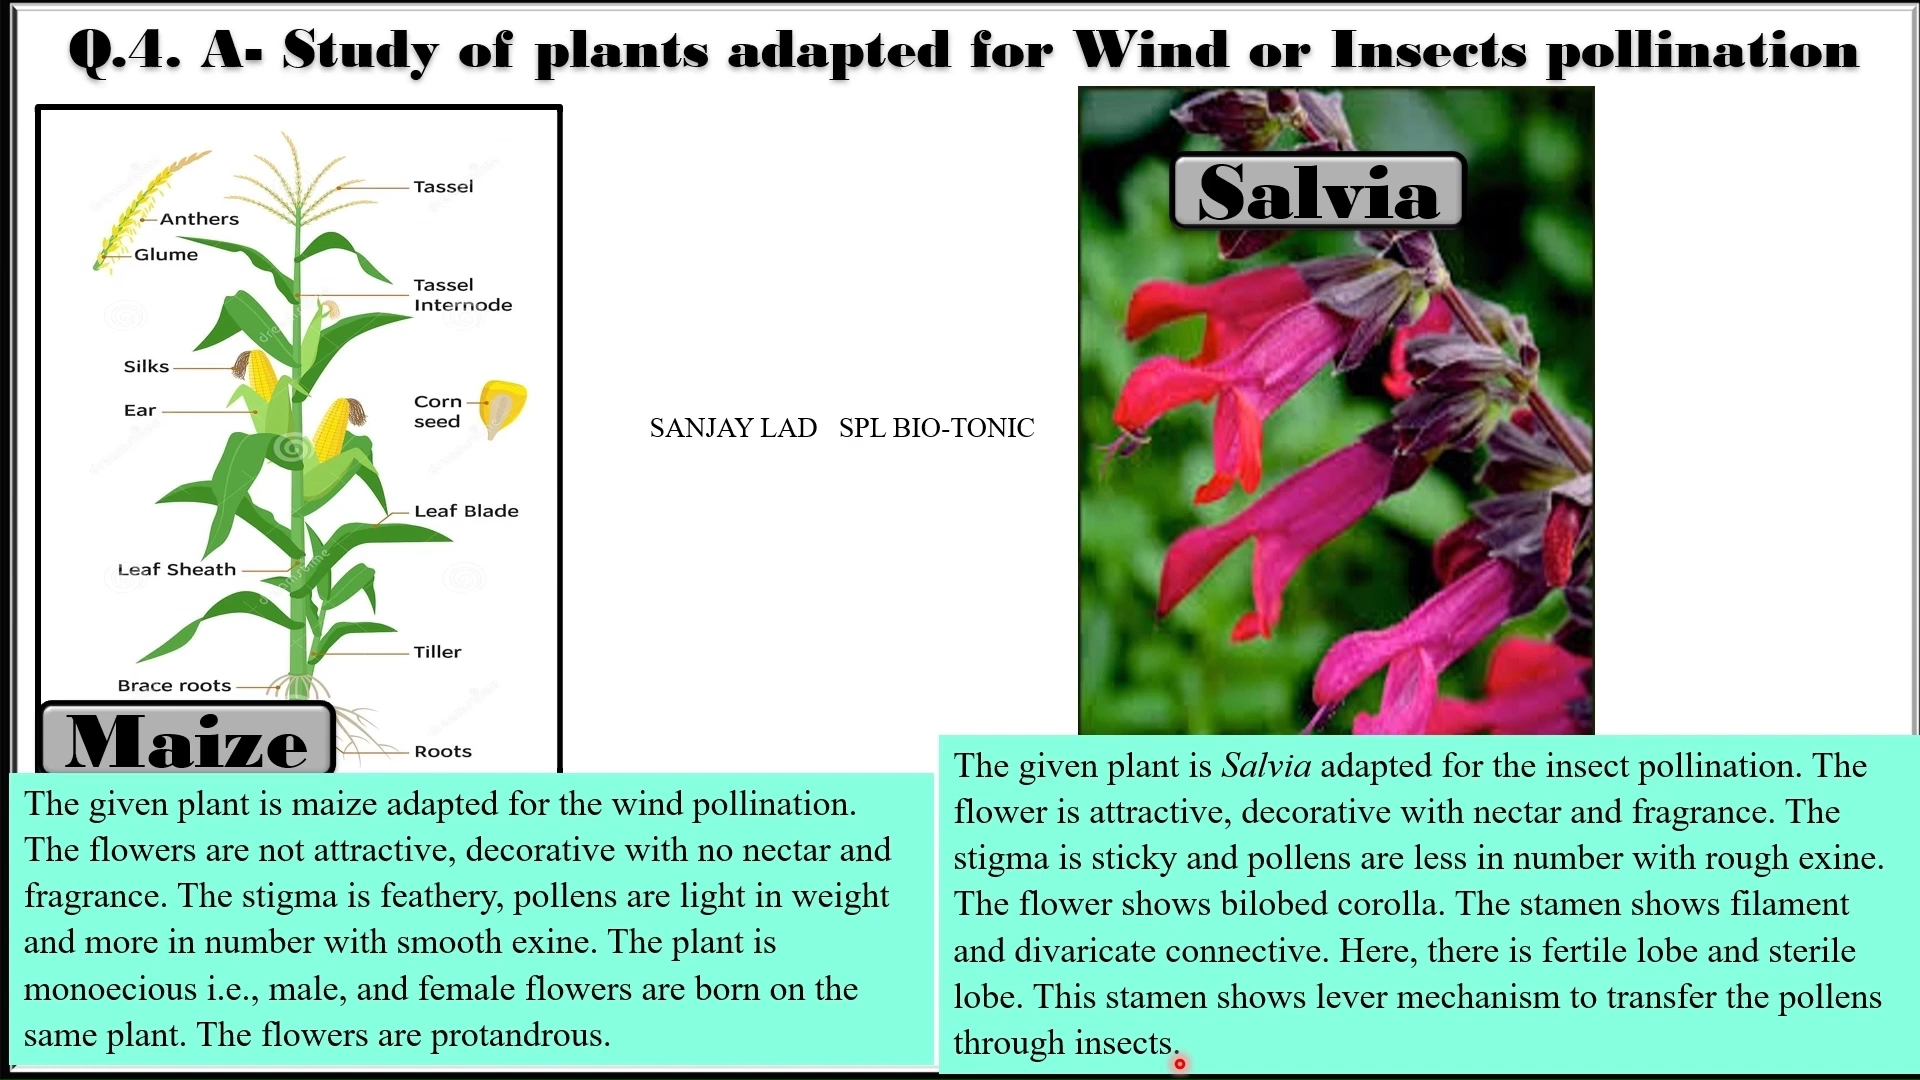 Q.4. A- Study of plants adapted for Wind or Insects pollination
Tassel
Anthers
Glume
Tassel
Internode
Silks
Ear
Corn
seed
Leaf Blade
Leaf Sheath
Tiller
Brace roots
Roots
Maize
SANJAY LAD SPL BIO-TONIC
Salvia
The given plant is maize adapted for the wind pollination.
The flowers are not attractive, decorative with no nectar and
fragrance. The stigma is feathery, pollens are light in weight
and more in number with smooth exine. The plant is
monoecious i.e., male, and female flowers are born on the
same plant. The flowers are protandrous.
The given plant is Salvia adapted for the insect pollination. The
flower is attractive, decorative with nectar and fragrance. The
stigma is sticky and pollens are less in number with rough exine.
The flower shows bilobed corolla. The stamen shows filament
and divaricate connective. Here, there is fertile lobe and sterile
lobe. This stamen shows lever mechanism to transfer the pollens
through insects.